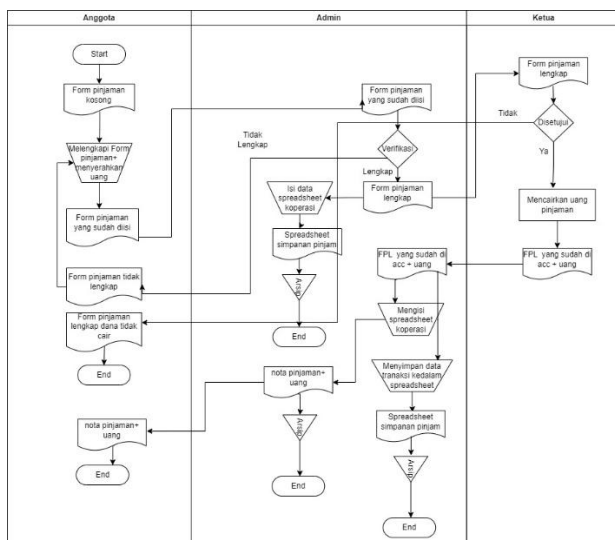 Anggota
Admin
Ketua
Start
Form pinjaman
kosong
Melengkapi Form
pinjaman+
menyerahkan
uang
Form pinjaman
yang sudah diisi
Form pinjaman tidak
lengkap
Form pinjaman
lengkap dana tidak
cair
End
nota pinjaman+
uang
End
Form pinjaman
yang sudah diisi
Tidak
Lengkap
Verifikasi
Lengkap
Form pinjaman
lengkap
Isi data
spreadsheet
koperasi
Spreadsheet
simpanan pinjam
Arsip
End
FPL yang sudah di
acc + uang
Mengisi
spreadsheet
koperasi
nota pinjaman+
uang
Arsip
End
Menyimpan data
tranaksi kedalam
spreadsheet
Spreadsheet
simpanan pinjam
Arsip
End
Form pinjaman
lengkap
Tidak
Disetujui
Ya
Mencairkan uang
pinjaman
FPL yang sudah di
acc + uang